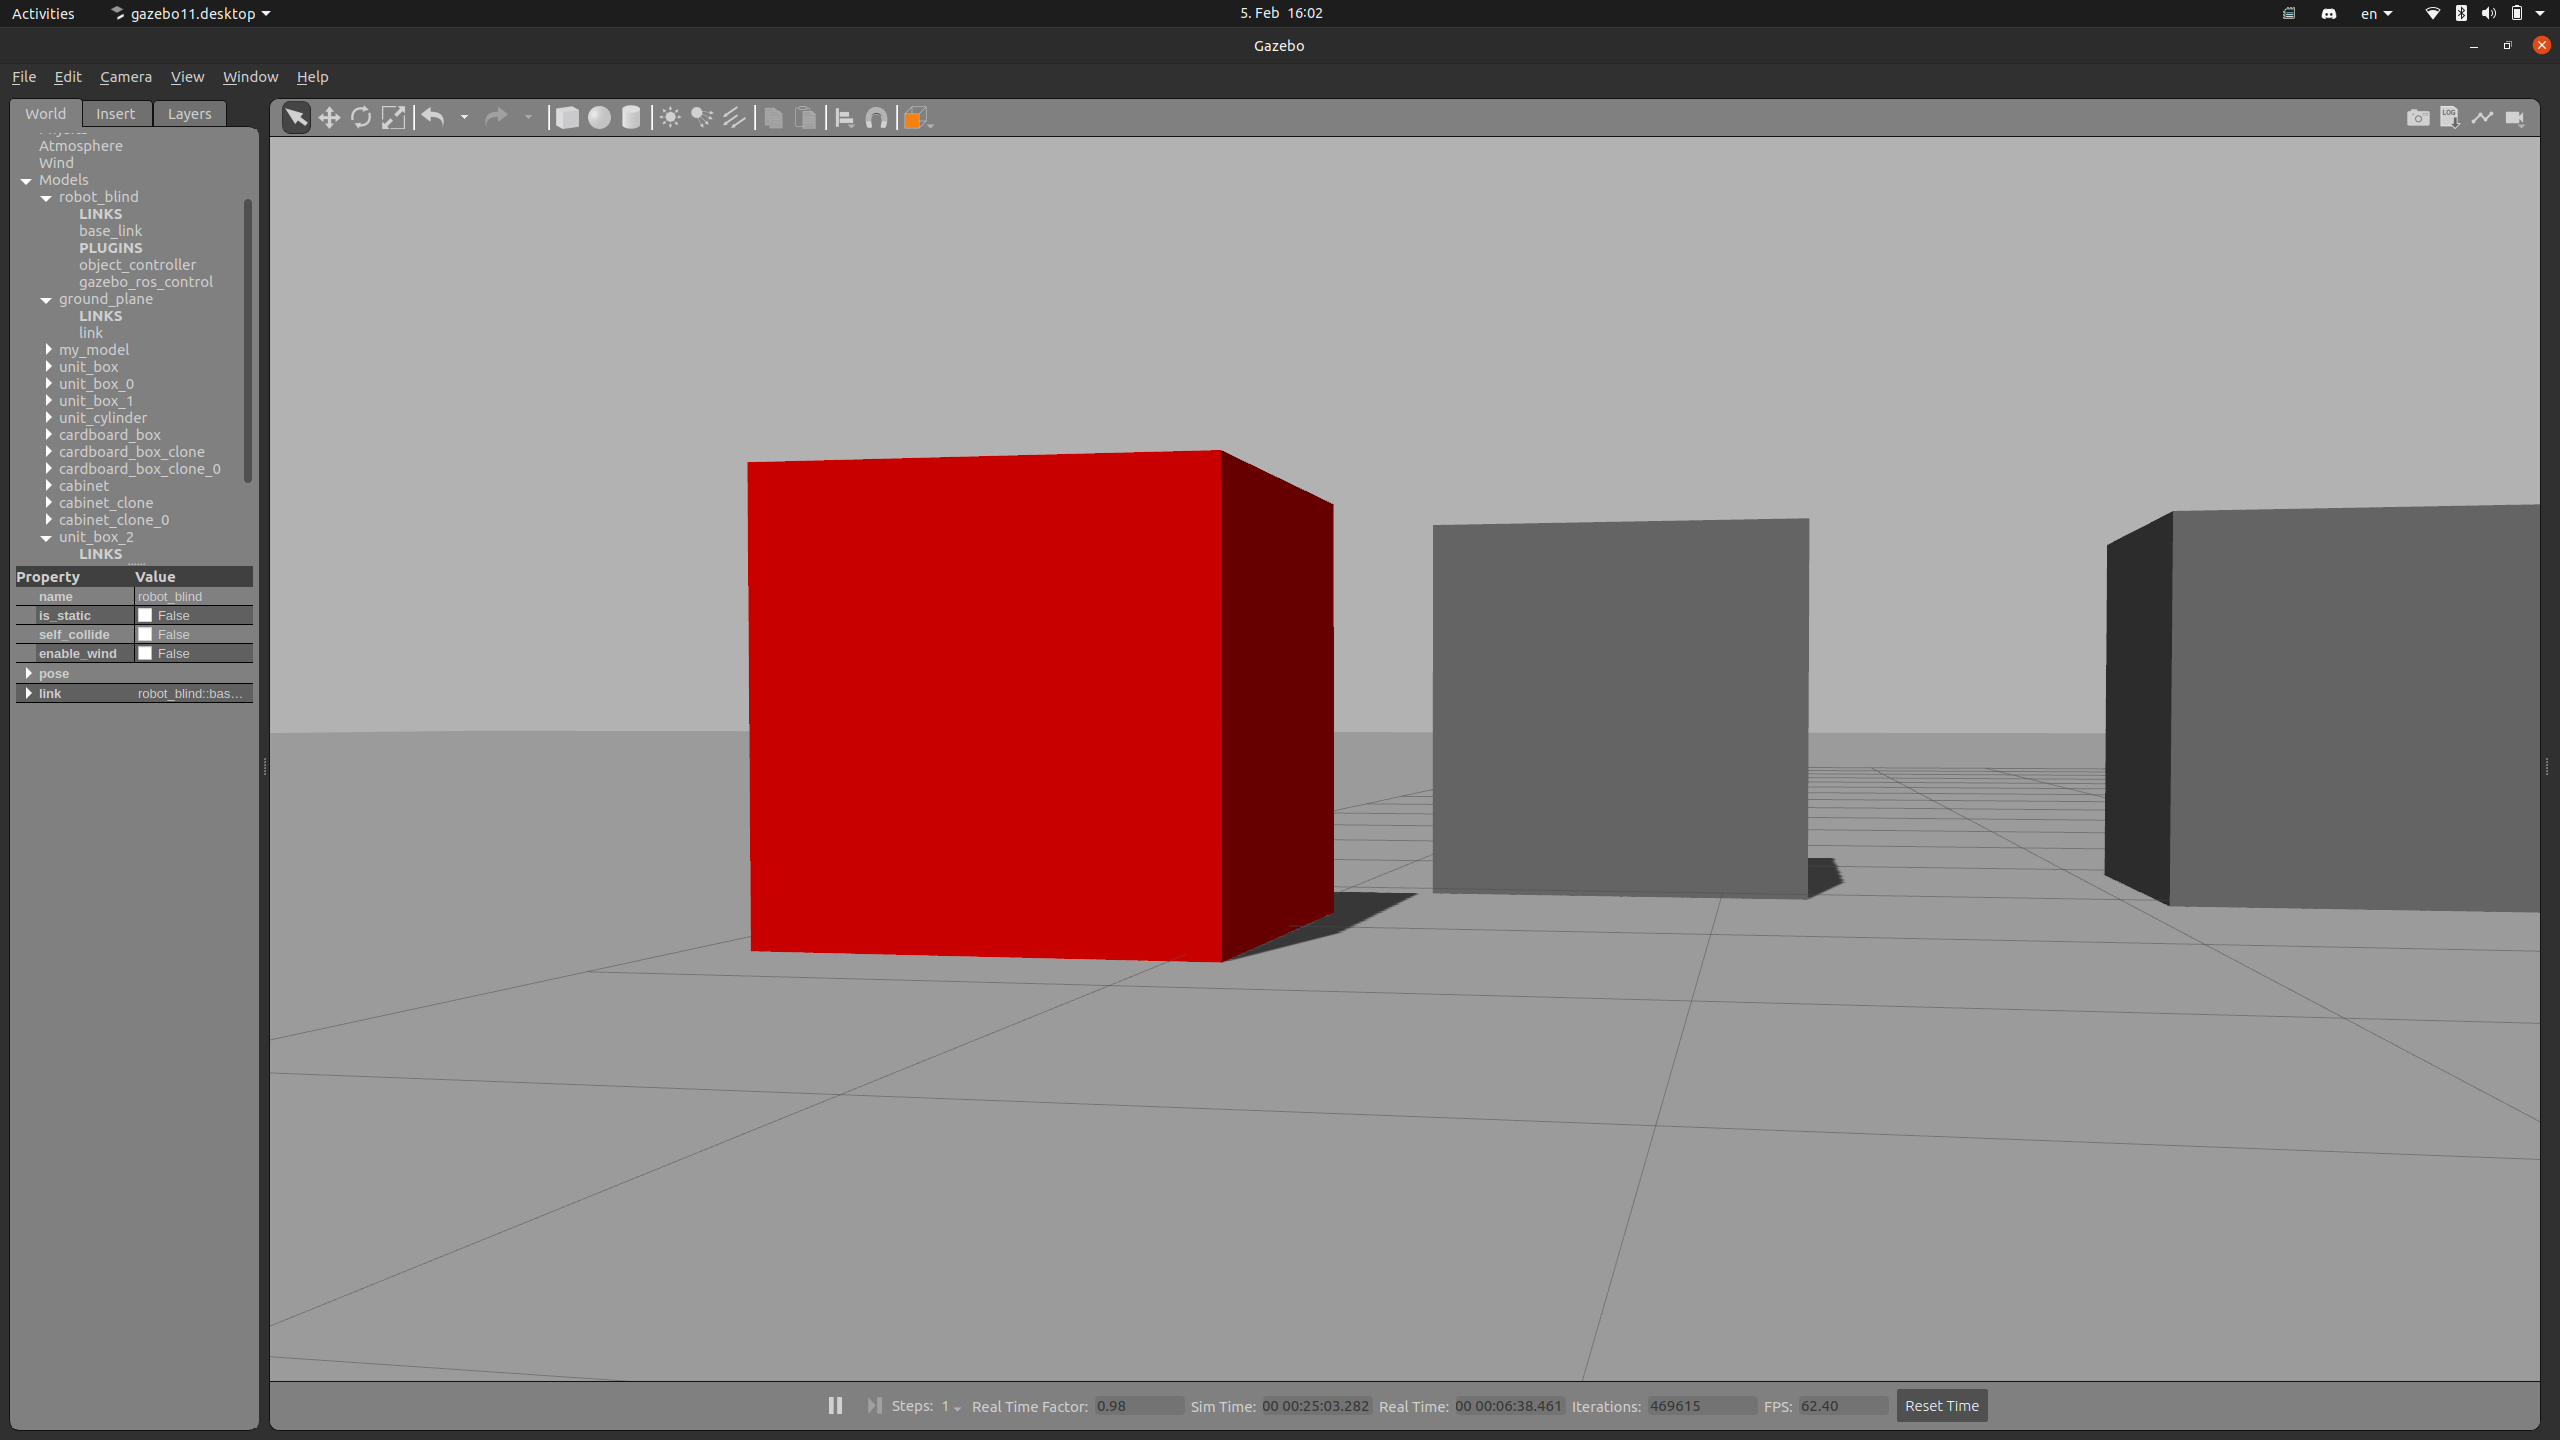 Activities gazebo11.desktop 5. Feb 16:02 en
Gazebo
File Edit Camera View Window Help
World Insert Layers
LOG
Atmosphere
Wind
Models
robot_blind
LINKS
base_link
PLUGINS
object_controller
gazebo_ros_control
ground_plane
LINKS
link
my_model
unit_box
unit_box_0
unit_box_1
unit_cylinder
cardboard_box
cardboard_box_clone
cardboard_box_clone_0
cabinet
cabinet_clone
cabinet_clone_0
unit_box_2
LINKS
Property Value
name robot_blind
is_static False
self_collide False
enable_wind False
pose
link robot_blind::bas...
Steps: 1 Real Time Factor: 0.98 Sim Time: 00 00:25:03.282 Real Time: 00 00:06:38.461 Iterations: 469615 FPS: 62.40 Reset Time